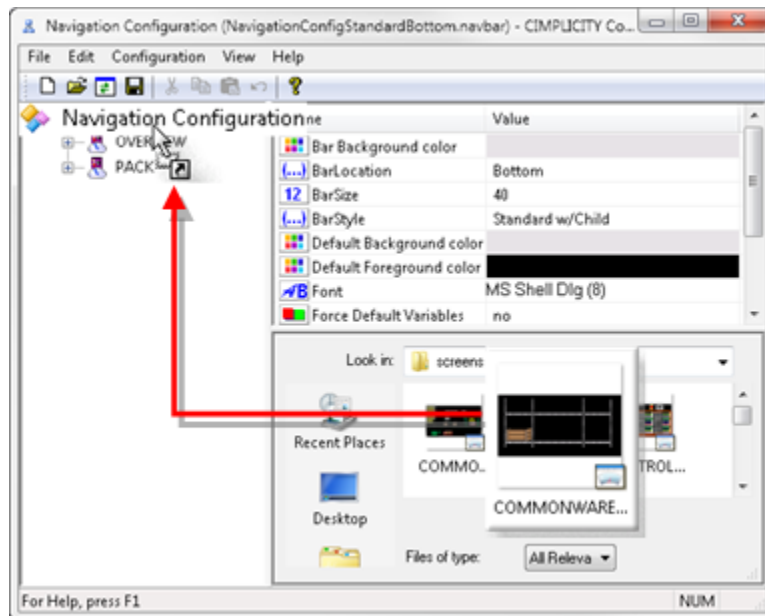 Navigation Configuration (NavigationConfigStandardBottom.navbar) - CIMPLICITY Co...
File Edit Configuration View Help
Navigation Configuration
ne Value
OVERVIEW
PACK
Bar Background color
(...) BarLocation Bottom
12 BarSize 40
(...) BarStyle Standard w/Child
Default Background color
Default Foreground color
AB Font MS Shell Dlg (8)
Force Default Variables no
Look in: screens
Recent Places
Desktop
COMMO...
COMMONWARE...
TROL...
Files of type: All Releva
For Help, press F1 NUM